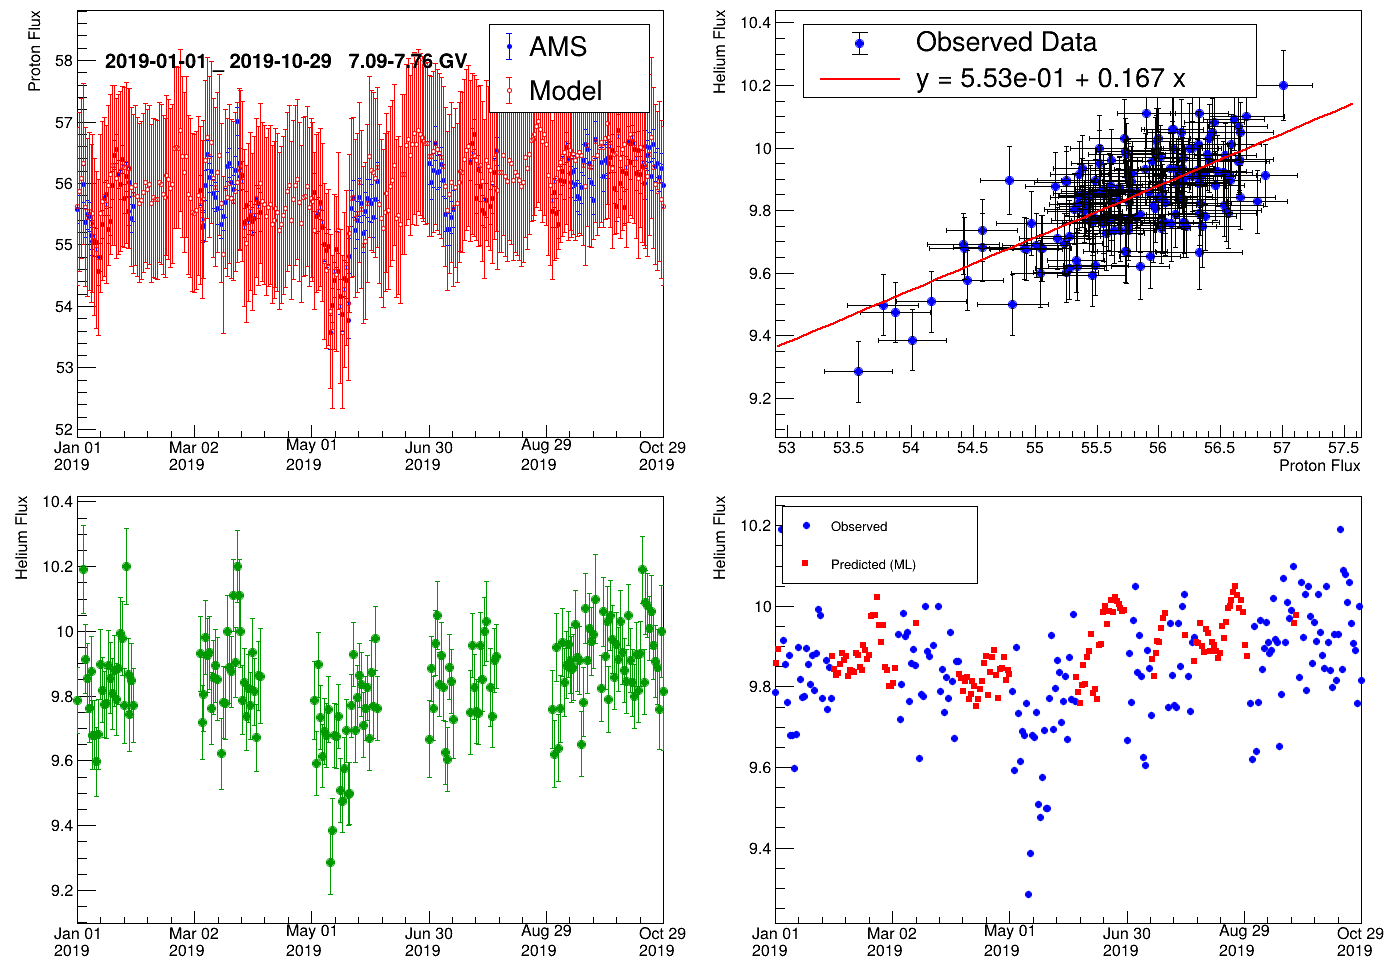 Proton Flux
58
57
56
55
54
53
52
2019-01-01 _ 2019-10-29 7.09-7.76 GV
AMS
Model
Jan 01 Mar 02 May 01 Jun 30 Aug 29 Oct 29
2019 2019 2019 2019 2019 2019
Helium Flux
10.4
10.2
10
9.8
9.6
9.4
9.2
Observed Data
y = 5.53e-01 + 0.167 x
53 53.5 54 54.5 55 55.5 56 56.5 57 57.5
Proton Flux
Helium Flux
10.4
10.2
10
9.8
9.6
9.4
9.2
Jan 01 Mar 02 May 01 Jun 30 Aug 29 Oct 29
2019 2019 2019 2019 2019 2019
Helium Flux
10.2
10
9.8
9.6
9.4
Observed
Predicted (ML)
Jan 01 Mar 02 May 01 Jun 30 Aug 29 Oct 29
2019 2019 2019 2019 2019 2019